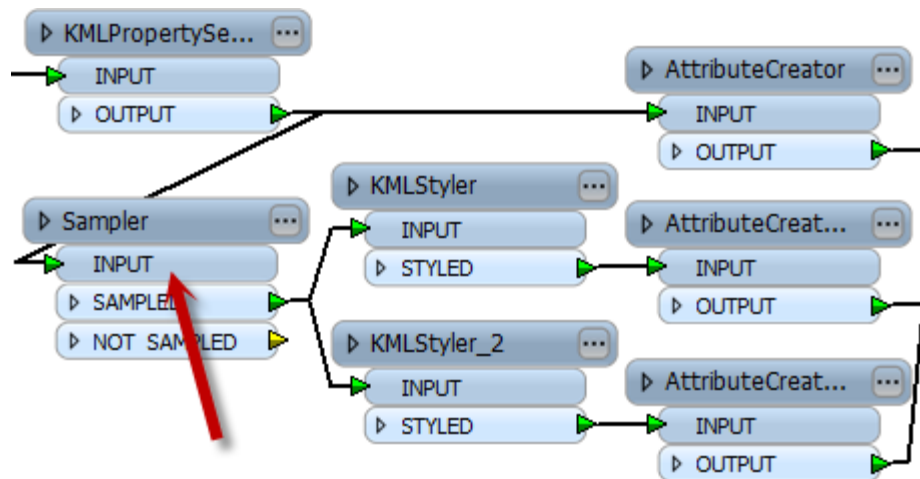 KMLPropertySe...
INPUT
OUTPUT
AttributeCreator
INPUT
OUTPUT
Sampler
INPUT
SAMPLED
NOT SAMPLED
KMLStyler
INPUT
STYLED
AttributeCreat...
INPUT
OUTPUT
KMLStyler_2
INPUT
STYLED
AttributeCreat...
INPUT
OUTPUT